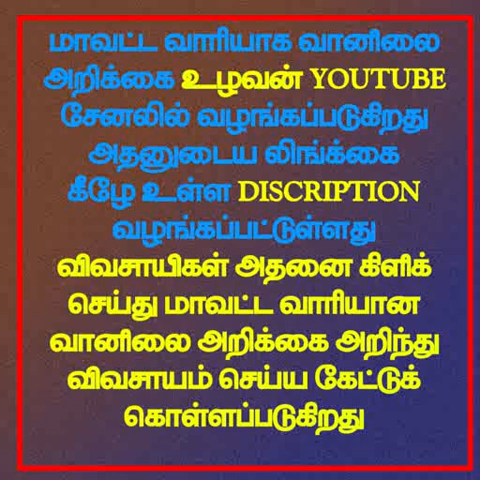 மாவட்ட வாரியாக வானிலை
அறிக்கை உழவன் YOUTUBE
சேனலில் வழங்கப்படுகிறது
அதனுடைய லிங்க்கை
கீழே உள்ள DISCRIPTION
வழங்கப்பட்டுள்ளது
விவசாயிகள் அதனை கிளிக்
செய்து மாவட்ட வாரியான
வானிலை அறிக்கை அறிந்து
விவசாயம் செய்ய கேட்டுக்
கொள்ளப்படுகிறது